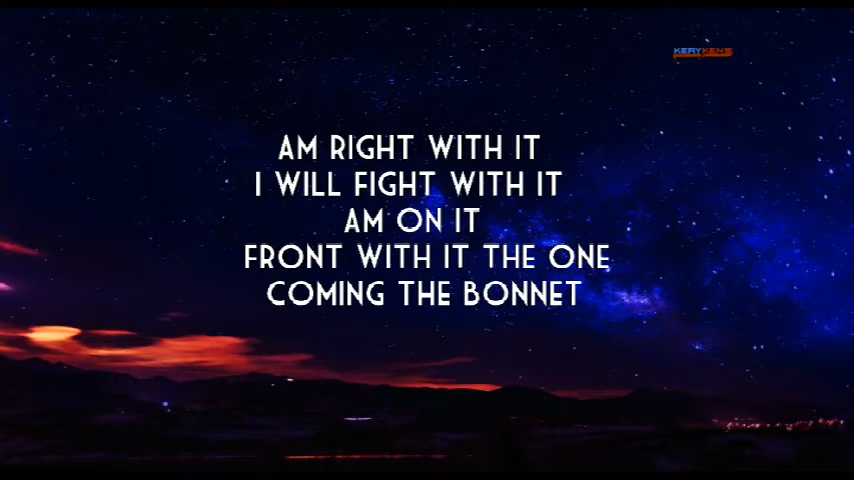 KERYKENS
AM RIGHT WITH IT
I WILL FIGHT WITH IT
AM ON IT
FRONT WITH IT THE ONE
COMING THE BONNET